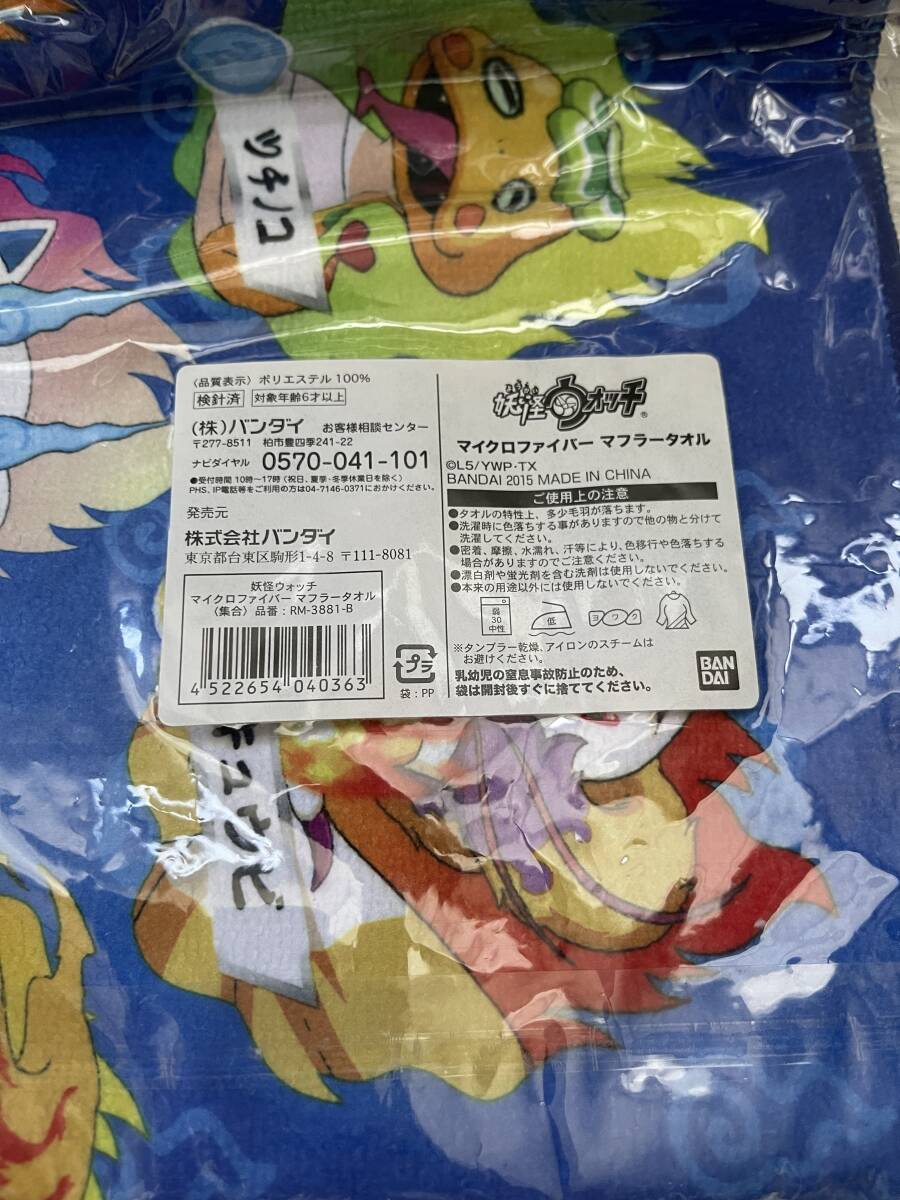 ツチノコ
〈品質表示〉ポリエステル 100%
検針済 対象年齢6才以上
(株)バンダイ お客様相談センター
〒277-8511 柏市豊四季241-22
ナビダイヤル 0570-041-101
●受付時間 10時〜17時(祝日、夏季・冬季休業日を除く)
PHS、IP電話等をご利用の方は04-7146-0371におかけください。
発売元
株式会社バンダイ
東京都台東区駒形1-4-8 〒111-8081
妖怪ウォッチ
マイクロファイバー マフラータオル
〈集合〉品番：RM-3881-B
4 522654 040363
プラ
袋：PP
妖怪ウォッチ®
マイクロファイバー マフラータオル
©L5/YWP・TX
BANDAI 2015 MADE IN CHINA
ご使用上の注意
●タオルの特性上、多少毛羽が落ちます。
●洗濯時に色落ちする事がありますので他の物と分けて
洗濯してください。
●密着、摩擦、水濡れ、汗等により、色移行や色落ちする
場合がありますのでご注意ください。
●漂白剤や蛍光剤を含む洗剤は使用しないでください。
●本来の用途以外には使用しないでください。
弱
30
中性
低
ヨワク
※タンブラー乾燥、アイロンのスチームは
お避けください。
乳幼児の窒息事故防止のため、
袋は開封後すぐに捨ててください。
BAN
DAI
キュウビ